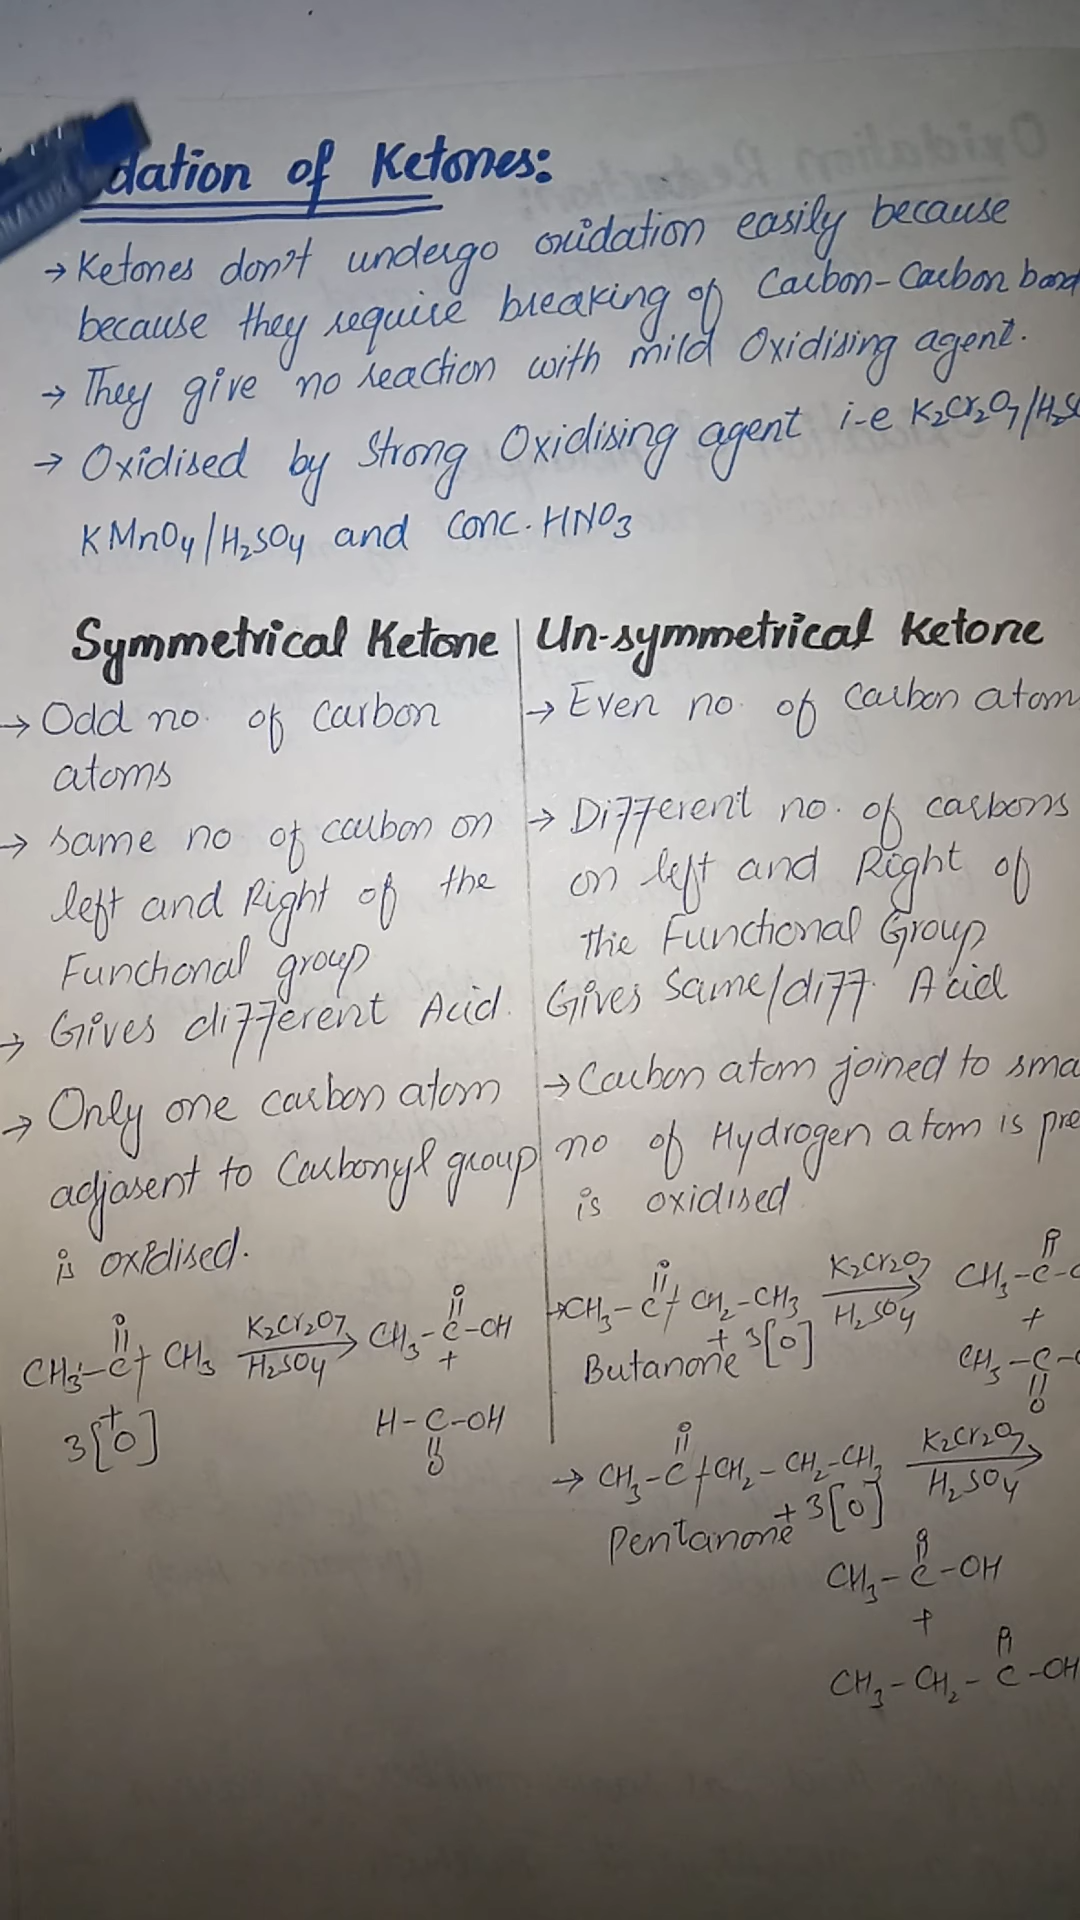 dation of Ketones:
→ Ketones don't undergo oxidation easily because
because they require breaking of Carbon-Carbon bond
→ They give no reaction with mild Oxidising agent.
→ Oxidised by Strong Oxidising agent i-e K₂Cr₂O₇/H₂SO
KMnO₄/H₂SO₄ and Conc. HNO₃
Symmetrical Ketone
→ Odd no. of carbon
atoms
→ same no of carbon on
left and Right of the
Functional group
→ Gives different Acid.
→ Only one carbon atom
adjasent to Carbonyl group
is oxidised.
O O
CH₃-C+CH₃ K₂Cr₂O₇ CH₃-C-OH
H₂SO₄ +
+
3[O] H-C-OH
O
Un-symmetrical Ketone
→ Even no. of Carbon atom
→ Different no. of carbons
on left and Right of
the Functional Group
Gives Same/diff. Acid
→ Carbon atom joined to sma
no of Hydrogen atom is pre
is oxidised
O O
→CH₃-C+CH₂-CH₃ K₂Cr₂O₇ CH₃-C-
+ 3[O] H₂SO₄ +
Butanone CH₃-C-
O
O
→ CH₃-C+CH₂-CH₂-CH₃ K₂Cr₂O₇
+ 3[O] H₂SO₄
Pentanone
O
CH₃-C-OH
+
O
CH₃-CH₂-C-OH